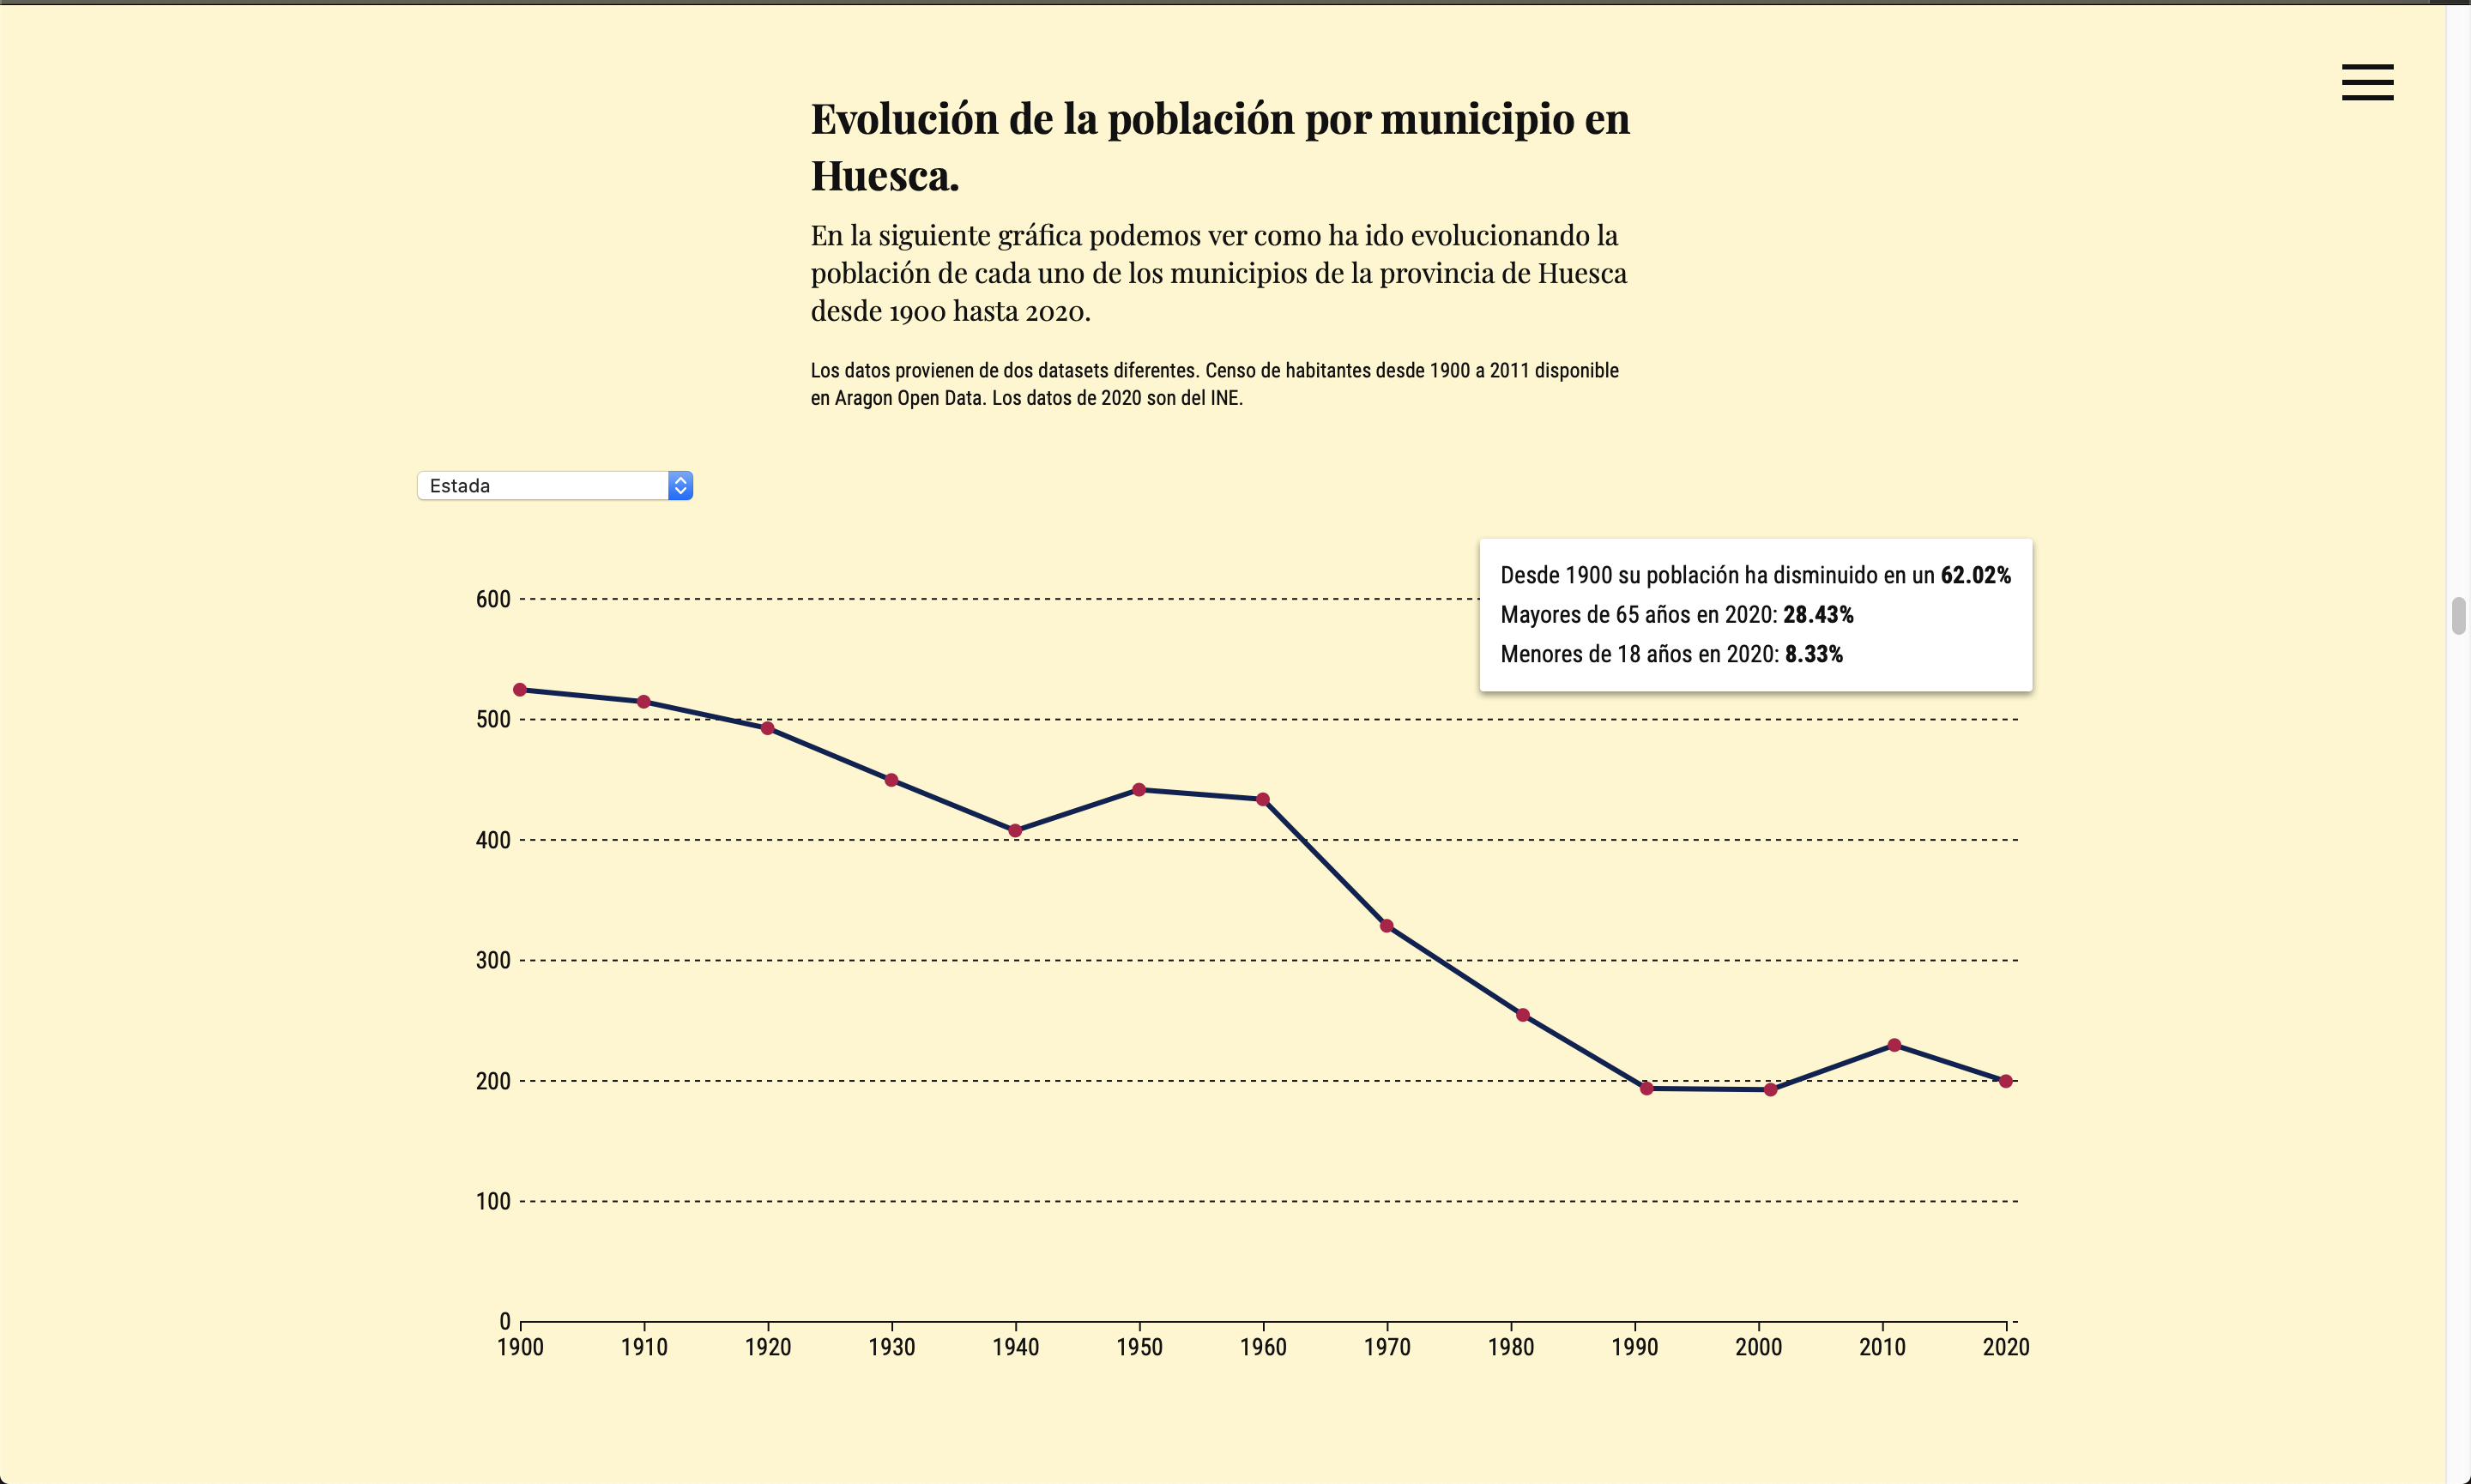 Evolución de la población por municipio en
Huesca.
En la siguiente gráfica podemos ver como ha ido evolucionando la
población de cada uno de los municipios de la provincia de Huesca
desde 1900 hasta 2020.
Los datos provienen de dos datasets diferentes. Censo de habitantes desde 1900 a 2011 disponible
en Aragon Open Data. Los datos de 2020 son del INE.
Estada
Desde 1900 su población ha disminuido en un 62.02%
Mayores de 65 años en 2020: 28.43%
Menores de 18 años en 2020: 8.33%
600
500
400
300
200
100
0
1900 1910 1920 1930 1940 1950 1960 1970 1980 1990 2000 2010 2020